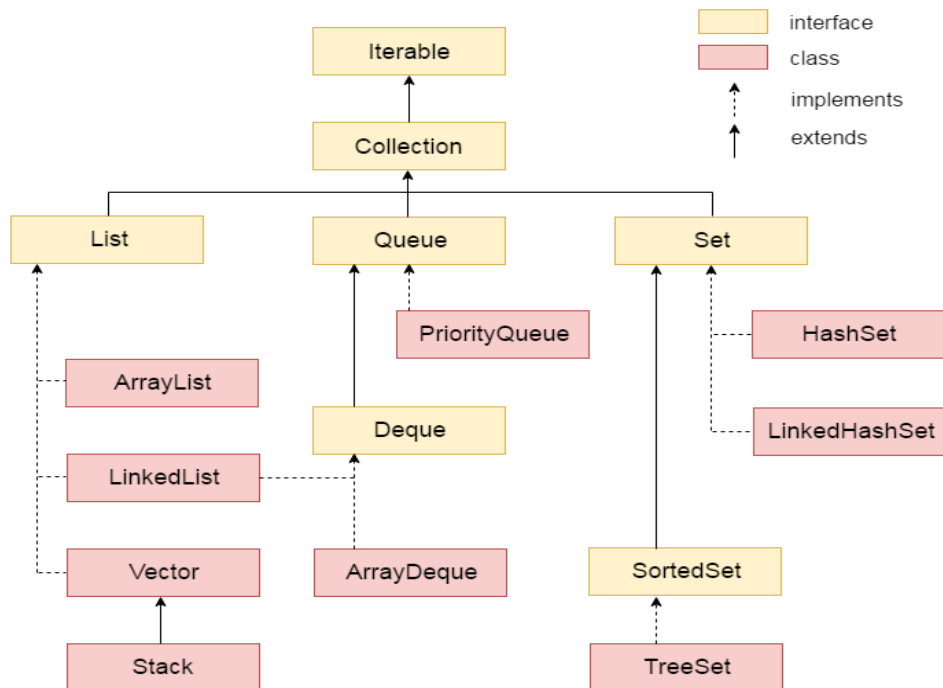 interface
Iterable
class
implements
Collection
extends
List
Queue
Set
PriorityQueue
HashSet
ArrayList
Deque
LinkedHashSet
LinkedList
Vector
ArrayDeque
SortedSet
Stack
TreeSet